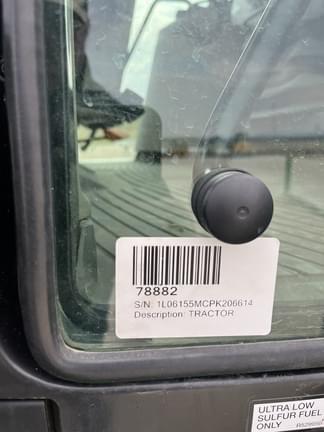 78882
S/N: 1L06155MCPK206614
Description: TRACTOR
ULTRA LOW
SULFUR FUEL
ONLY